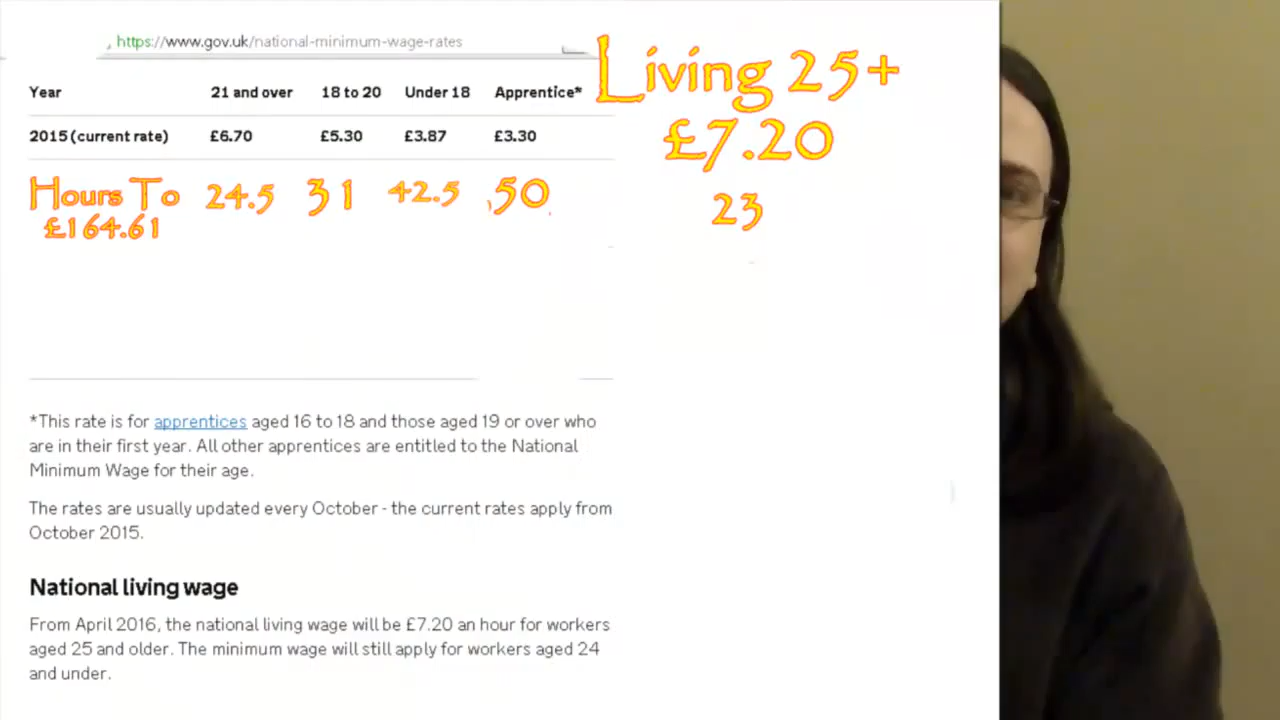 https://www.gov.uk/national-minimum-wage-rates
Living 25+
£7.20
23
Year 21 and over 18 to 20 Under 18 Apprentice*
2015 (current rate) £6.70 £5.30 £3.87 £3.30
Hours To 24.5 31 42.5 50
£164.61
*This rate is for apprentices aged 16 to 18 and those aged 19 or over who
are in their first year. All other apprentices are entitled to the National
Minimum Wage for their age.
The rates are usually updated every October - the current rates apply from
October 2015.
National living wage
From April 2016, the national living wage will be £7.20 an hour for workers
aged 25 and older. The minimum wage will still apply for workers aged 24
and under.